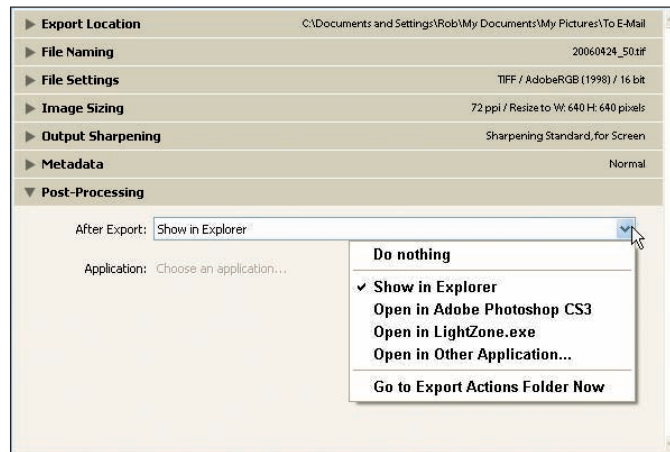 Export Location C:\Documents and Settings\Rob\My Documents\My Pictures\To E-Mail
File Naming 20060424_50.tif
File Settings TIFF / AdobeRGB (1998) / 16 bit
Image Sizing 72 ppi / Resize to W: 640 H: 640 pixels
Output Sharpening Sharpening Standard, for Screen
Metadata Normal
Post-Processing
After Export: Show in Explorer
Application: Choose an application...
Do nothing
✓ Show in Explorer
Open in Adobe Photoshop CS3
Open in LightZone.exe
Open in Other Application...
Go to Export Actions Folder Now